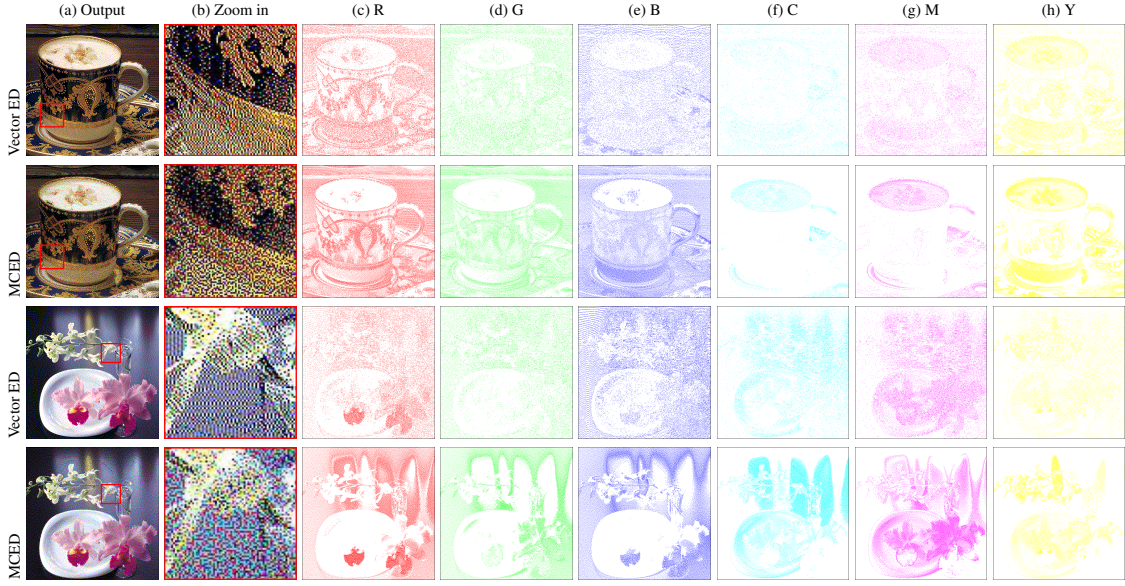 (a) Output (b) Zoom in (c) R (d) G (e) B (f) C (g) M (h) Y
Vector ED
MCED
Vector ED
MCED